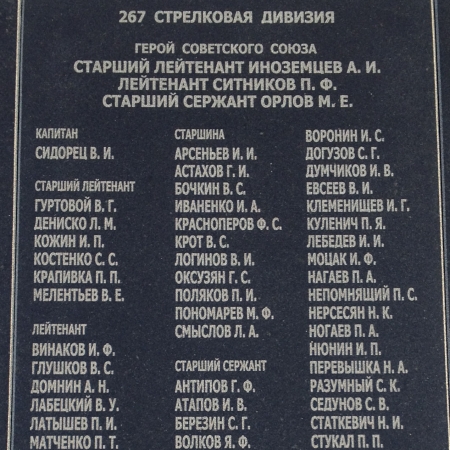 267 СТРЕЛКОВАЯ ДИВИЗИЯ
ГЕРОЙ СОВЕТСКОГО СОЮЗА
СТАРШИЙ ЛЕЙТЕНАНТ ИНОЗЕМЦЕВ А. И.
ЛЕЙТЕНАНТ СИТНИКОВ П. Ф.
СТАРШИЙ СЕРЖАНТ ОРЛОВ М. Е.
КАПИТАН
СИДОРЕЦ В. И.
СТАРШИЙ ЛЕЙТЕНАНТ
ГУРТОВОЙ В. Г.
ДЕНИСКО Л. М.
КОЖИН И. П.
КОСТЕНКО С. С.
КРАПИВКА П. П.
МЕЛЕНТЬЕВ В. Е.
ЛЕЙТЕНАНТ
ВИНАКОВ И. Ф.
ГЛУШКОВ В. С.
ДОМНИН А. Н.
ЛАБЕЦКИЙ В. У.
ЛАТЫШЕВ П. И.
МАТЧЕНКО П. Т.
СТАРШИНА
АРСЕНЬЕВ И. И.
АСТАХОВ Г. И.
БОЧКИН В. С.
ИВАНЕНКО И. А.
КРАСНОПЕРОВ Ф. С.
КРОТ В. С.
ЛОГИНОВ В. И.
ОКСУЗЯН Г. С.
ПОЛЯКОВ П. И.
ПОНОМАРЕВ М. Ф.
СМЫСЛОВ Л. А.
СТАРШИЙ СЕРЖАНТ
АНТИПОВ Г. Ф.
АТАПОВ И. В.
БЕРЕЗИН С. Г.
ВОЛКОВ Я. Ф.
ВОРОНИН И. С.
ДОГУЗОВ С. Г.
ДУМЧИКОВ И. В.
ЕВСЕЕВ В. И.
КЛЕМЕНИЩЕВ И. Г.
КУЛЕНИЧ П. Я.
ЛЕБЕДЕВ И. И.
МОЦАК И. Ф.
НАГАЕВ П. А.
НЕПОМНЯЩИЙ П. С.
НЕРСЕСЯН Н. К.
НОГАЕВ П. А.
НЮНИН И. П.
ПЕРЕВЫШКА Н. А.
РАЗУМНЫЙ С. К.
СЕДУНОВ С. В.
СТАТКЕВИЧ Н. И.
СТУКАЛ П. П.